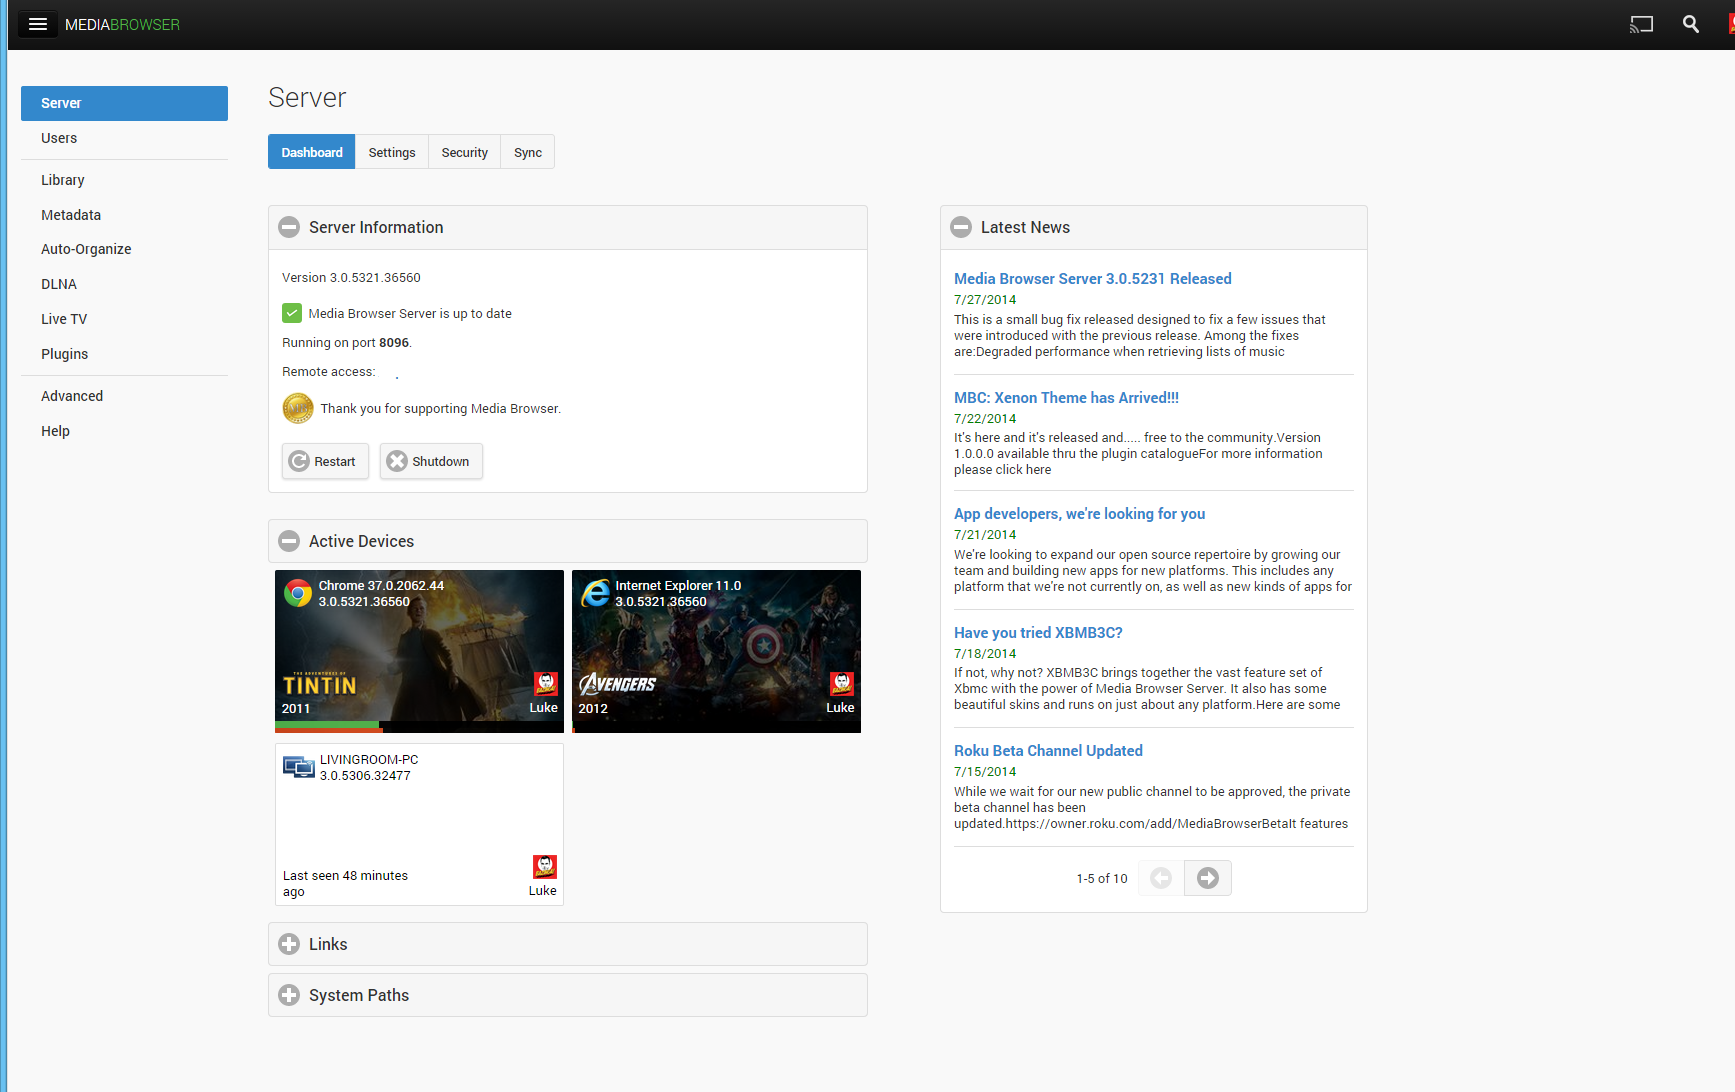 MEDIABROWSER
Server
Users
Library
Metadata
Auto-Organize
DLNA
Live TV
Plugins
Advanced
Help
Server
Dashboard
Settings
Security
Sync
Server Information
Version 3.0.5321.36560
Media Browser Server is up to date
Running on port 8096.
Remote access:
Thank you for supporting Media Browser.
Restart
Shutdown
Active Devices
Chrome 37.0.2062.44
3.0.5321.36560
THE ADVENTURES OF
TINTIN
2011
Luke
Internet Explorer 11.0
3.0.5321.36560
AVENGERS
2012
Luke
LIVINGROOM-PC
3.0.5306.32477
Last seen 48 minutes
ago
Luke
Links
System Paths
Latest News
Media Browser Server 3.0.5231 Released
7/27/2014
This is a small bug fix released designed to fix a few issues that
were introduced with the previous release. Among the fixes
are:Degraded performance when retrieving lists of music
MBC: Xenon Theme has Arrived!!!
7/22/2014
It's here and it's released and..... free to the community.Version
1.0.0.0 available thru the plugin catalogueFor more information
please click here
App developers, we're looking for you
7/21/2014
We're looking to expand our open source repertoire by growing our
team and building new apps for new platforms. This includes any
platform that we're not currently on, as well as new kinds of apps for
Have you tried XBMB3C?
7/18/2014
If not, why not? XBMB3C brings together the vast feature set of
Xbmc with the power of Media Browser Server. It also has some
beautiful skins and runs on just about any platform.Here are some
Roku Beta Channel Updated
7/15/2014
While we wait for our new public channel to be approved, the private
beta channel has been
updated.https://owner.roku.com/add/MediaBrowserBetaIt features
1-5 of 10